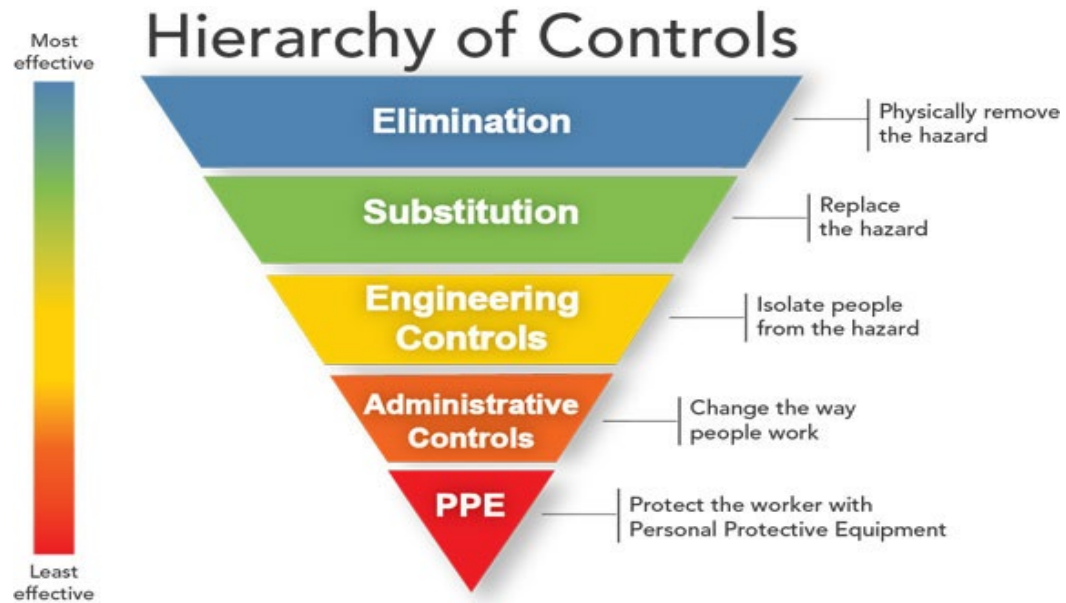 Hierarchy of Controls
Most
effective
Elimination
Physically remove
the hazard
Substitution
Replace
the hazard
Engineering
Controls
Isolate people
from the hazard
Administrative
Controls
Change the way
people work
PPE
Protect the worker with
Personal Protective Equipment
Least
effective